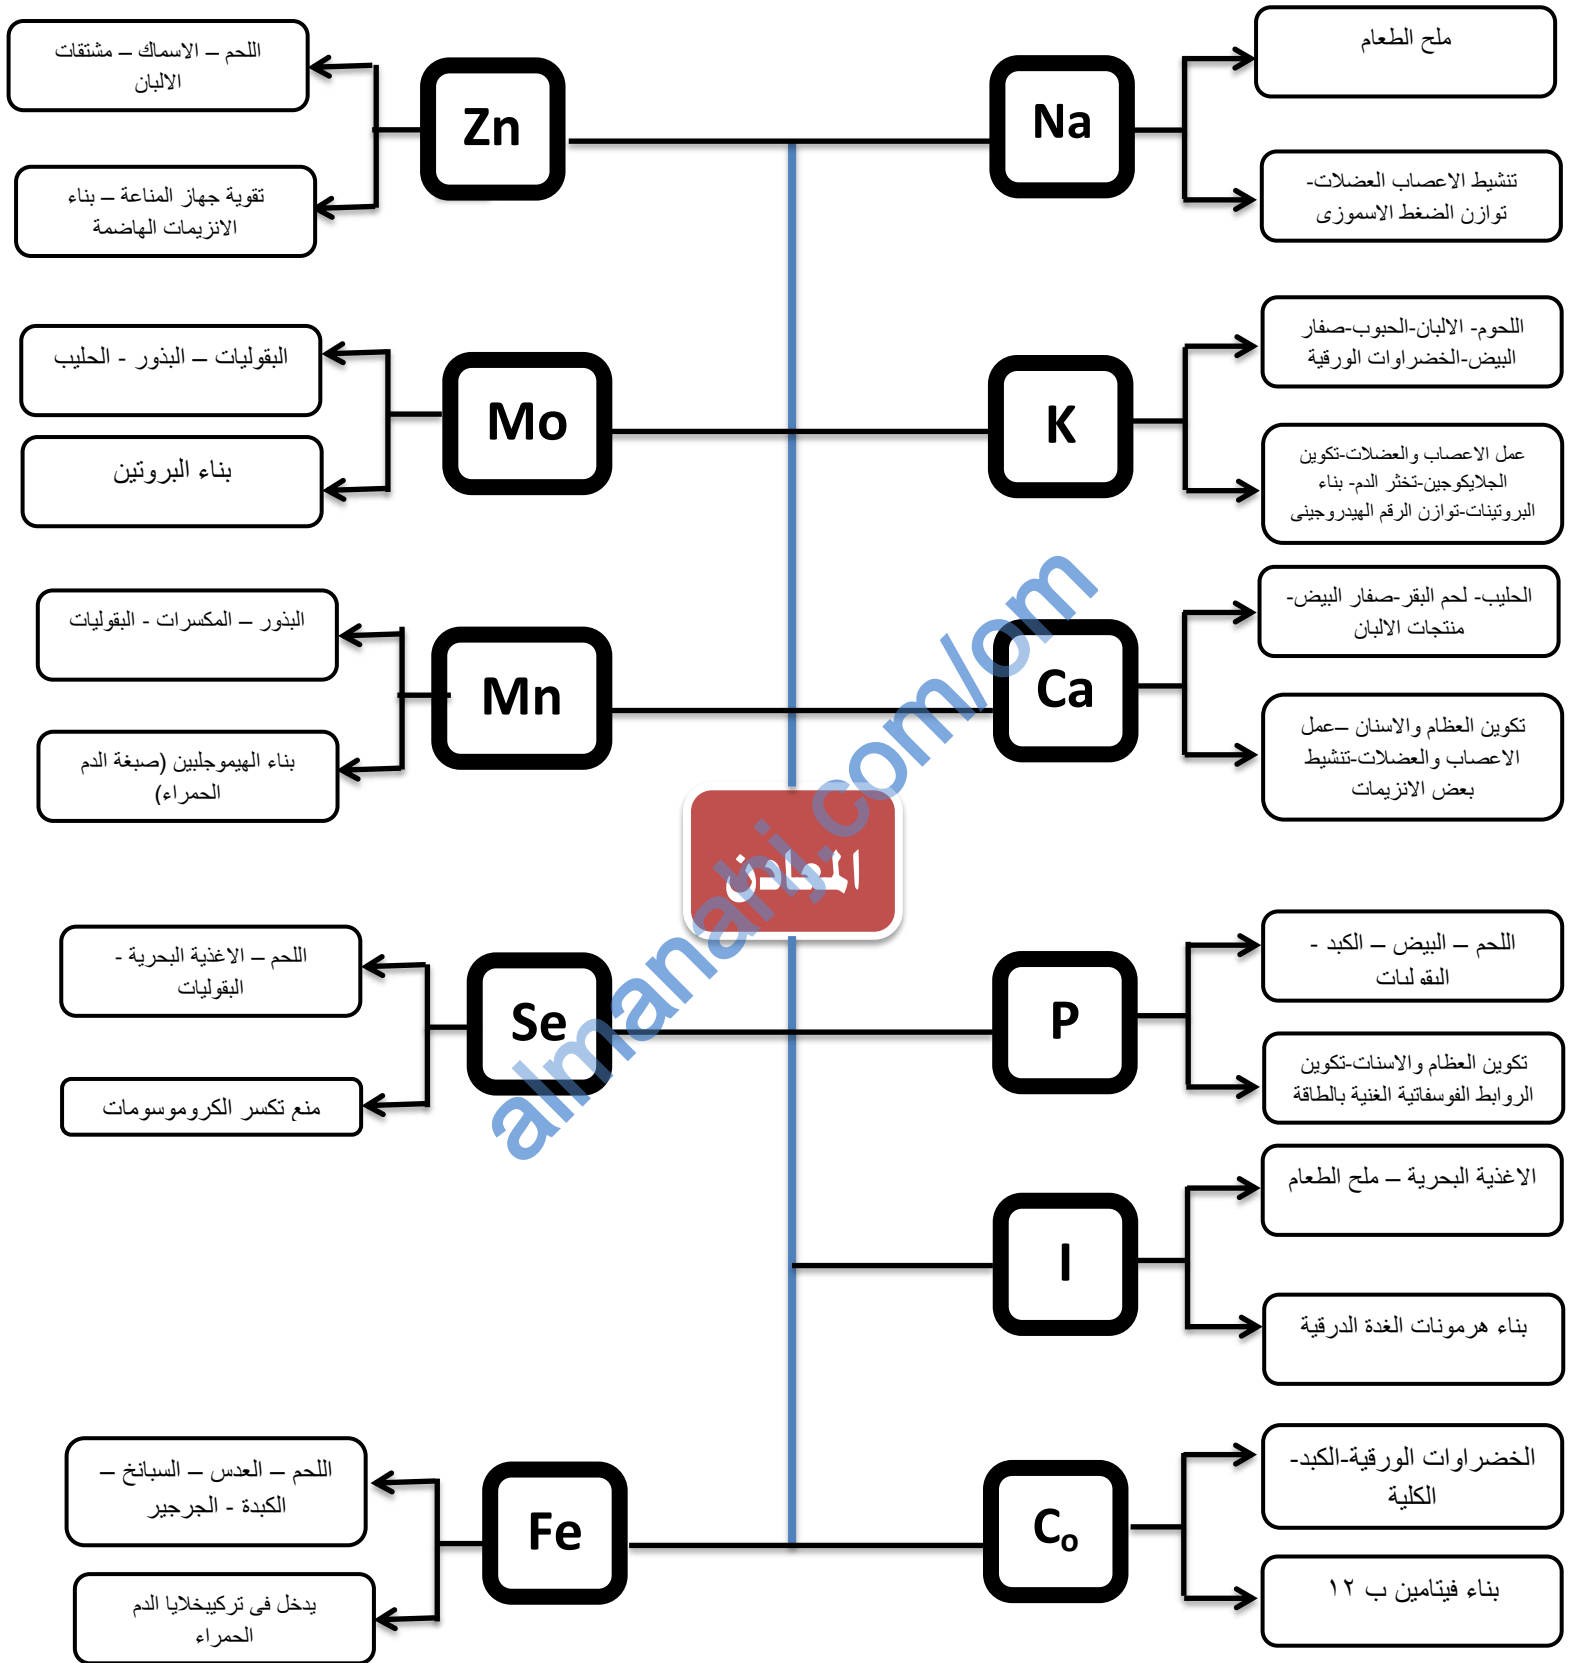 ملح الطعام
Na
تنشيط الاعصاب العضلات-
توازن الضغط الاسموزى
اللحم – الاسماك – مشتقات
الالبان
Zn
تقوية جهاز المناعة – بناء
الانزيمات الهاضمة
اللحوم- الالبان-الحبوب-صفار
البيض-الخضراوات الورقية
K
عمل الاعصاب والعضلات-تكوين
الجلايكوجين-تخثر الدم- بناء
البروتينات-توازن الرقم الهيدروجينى
البقوليات – البذور - الحليب
Mo
بناء البروتين
الحليب- لحم البقر-صفار البيض-
منتجات الالبان
Ca
تكوين العظام والاسنان –عمل
الاعصاب والعضلات-تنشيط
بعض الانزيمات
البذور – المكسرات - البقوليات
Mn
بناء الهيموجلبين (صبغة الدم
الحمراء)
المعادن
almanahj.com/om
اللحم – البيض – الكبد -
البقوليات
P
تكوين العظام والاسنات-تكوين
الروابط الفوسفاتية الغنية بالطاقة
اللحم – الاغذية البحرية -
البقوليات
Se
منع تكسر الكروموسومات
الاغذية البحرية – ملح الطعام
I
بناء هرمونات الغدة الدرقية
الخضراوات الورقية-الكبد-
الكلية
Co
بناء فيتامين ب ١٢
اللحم – العدس – السبانخ –
الكبدة - الجرجير
Fe
يدخل فى تركيبخلايا الدم
الحمراء